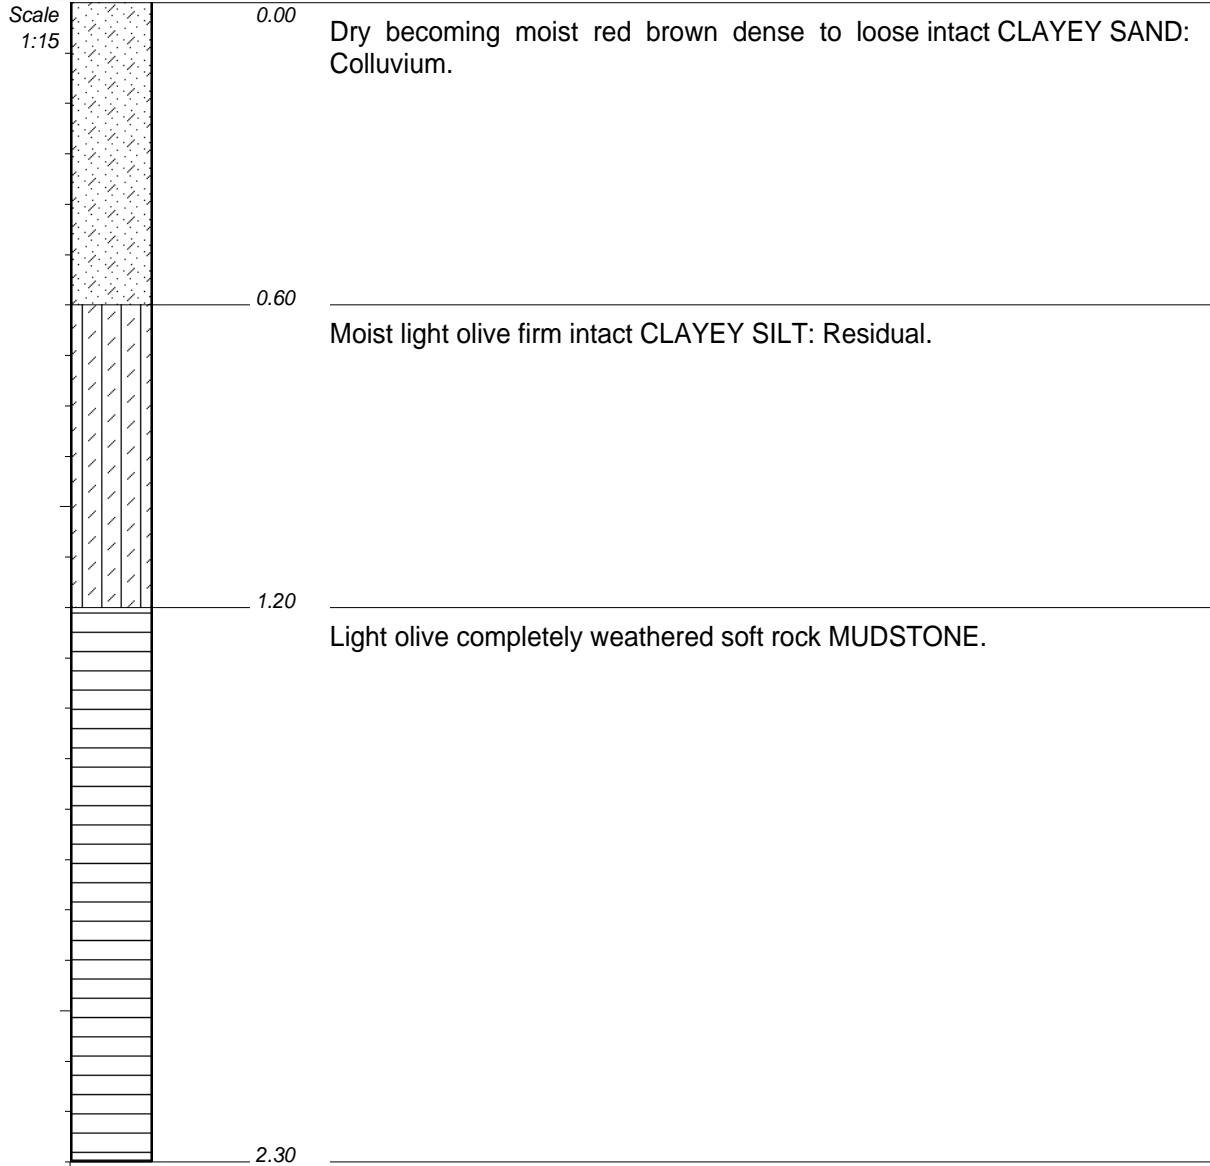 Scale
1:15
0.00
Dry becoming moist red brown dense to loose intact CLAYEY SAND:
Colluvium.
0.60
Moist light olive firm intact CLAYEY SILT: Residual.
1.20
Light olive completely weathered soft rock MUDSTONE.
2.30